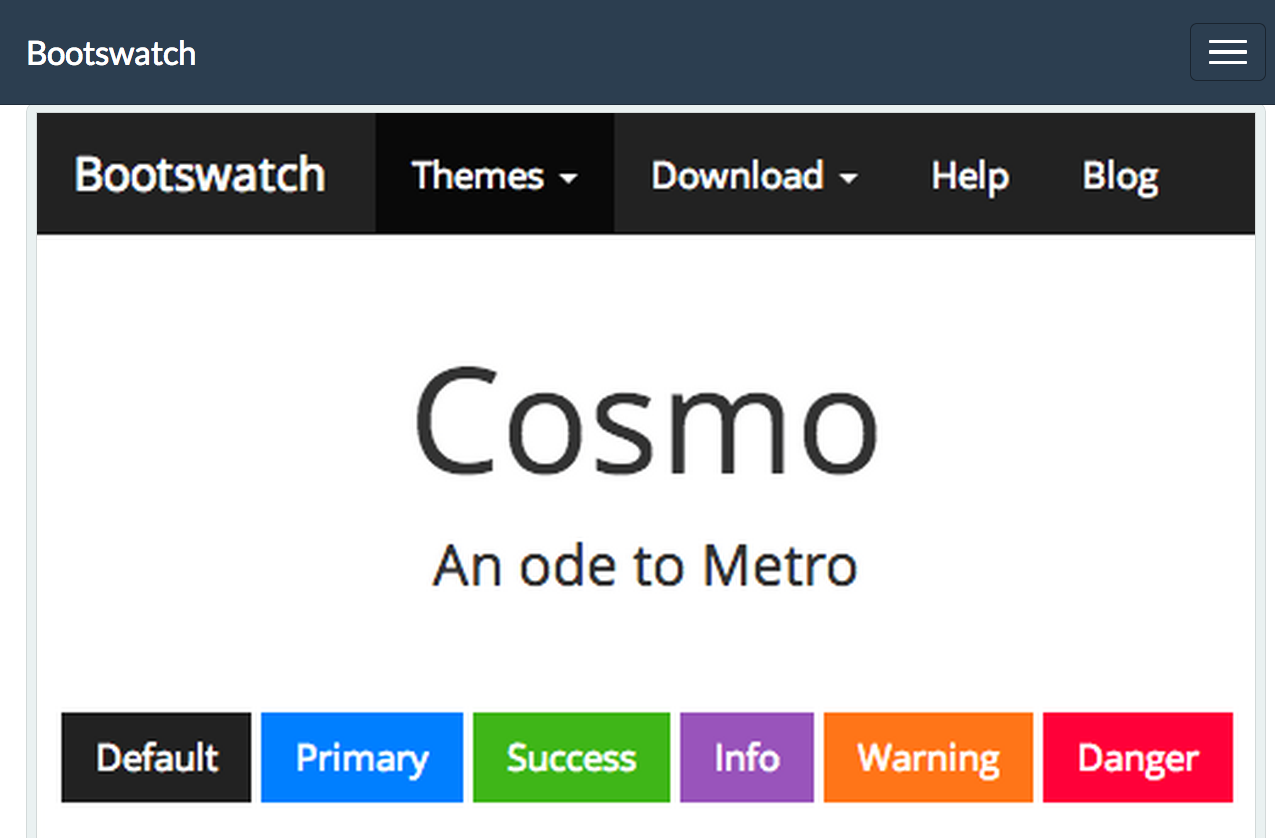 Bootswatch
Bootswatch Themes Download Help Blog
Cosmo
An ode to Metro
Default Primary Success Info Warning Danger